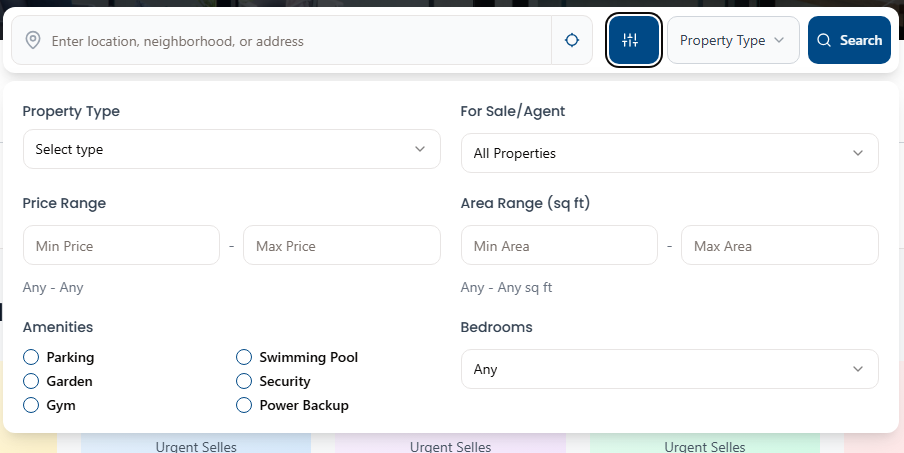 Enter location, neighborhood, or address
Property Type
Search
Property Type
For Sale/Agent
Select type
All Properties
Price Range
Area Range (sq ft)
Min Price - Max Price
Min Area - Max Area
Any - Any
Any - Any sq ft
Amenities
Bedrooms
Parking
Swimming Pool
Any
Garden
Security
Gym
Power Backup
Urgent Selles
Urgent Selles
Urgent Selles